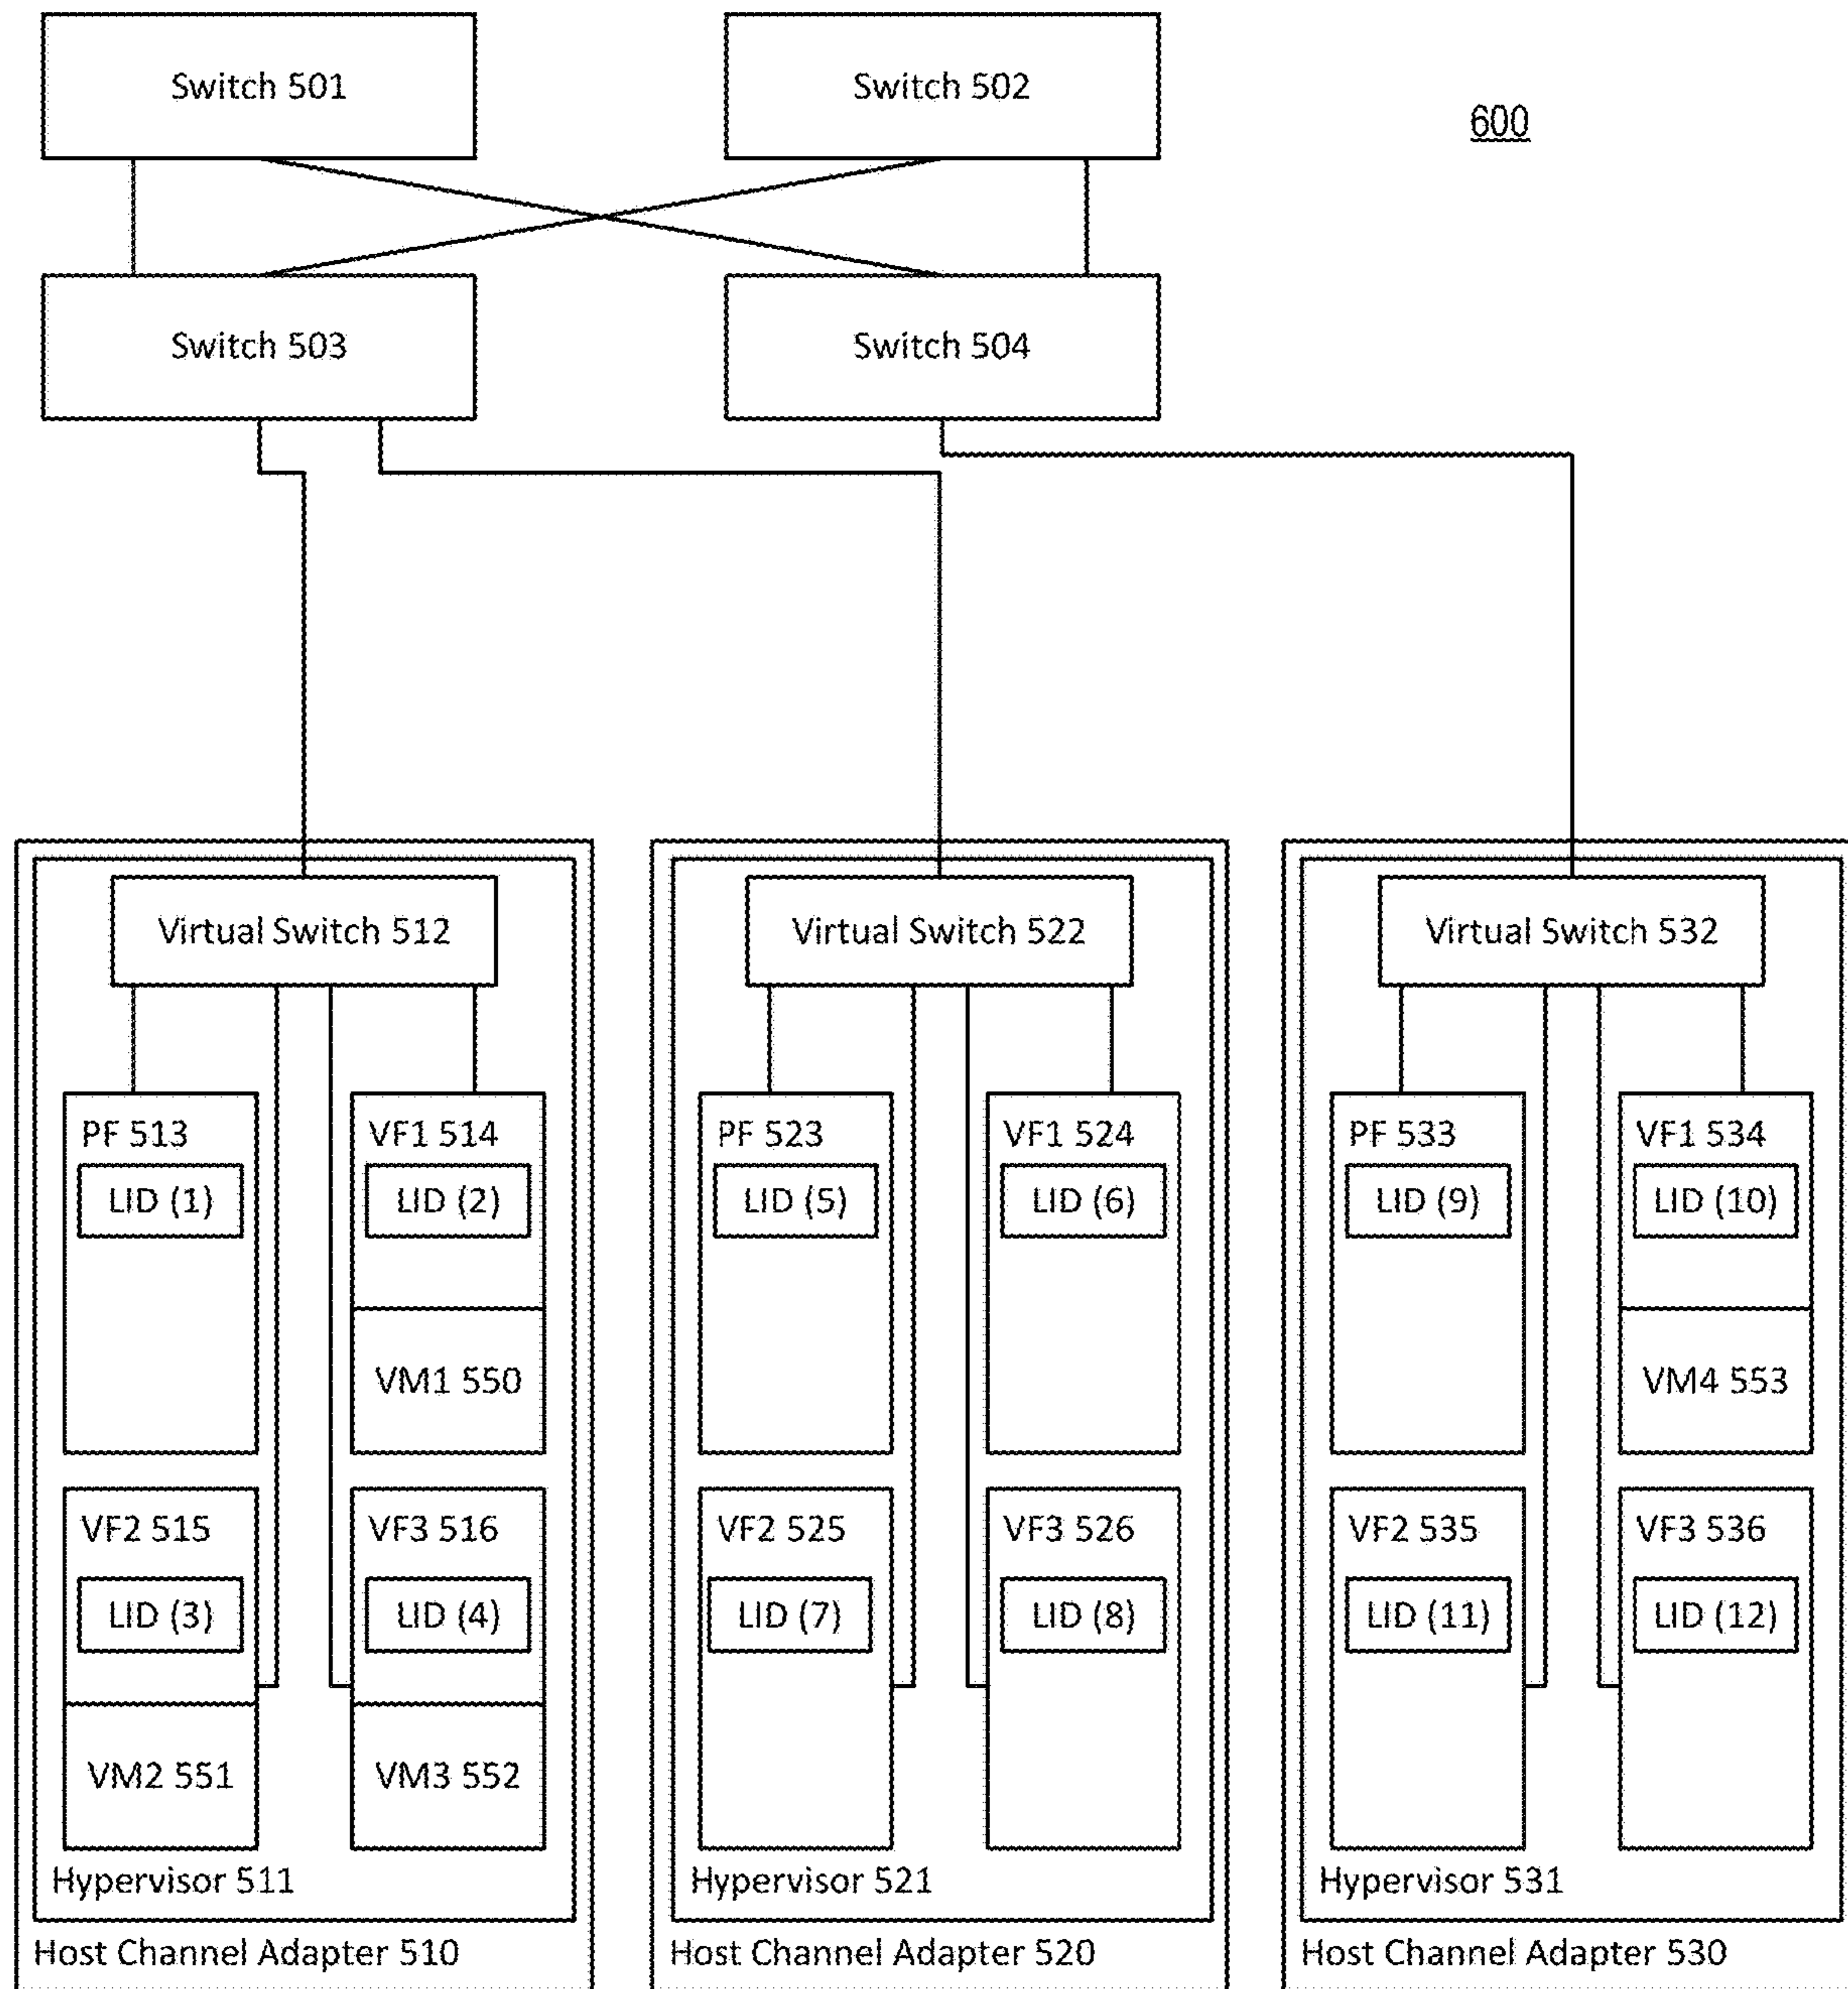 Switch 501
Switch 502
600
Switch 503
Switch 504
Virtual Switch 512
PF 513
LID (1)
VF1 514
LID (2)
VM1 550
VF2 515
LID (3)
VM2 551
VF3 516
LID (4)
VM3 552
Hypervisor 511
Host Channel Adapter 510
Virtual Switch 522
PF 523
LID (5)
VF1 524
LID (6)
VF2 525
LID (7)
VF3 526
LID (8)
Hypervisor 521
Host Channel Adapter 520
Virtual Switch 532
PF 533
LID (9)
VF1 534
LID (10)
VM4 553
VF2 535
LID (11)
VF3 536
LID (12)
Hypervisor 531
Host Channel Adapter 530